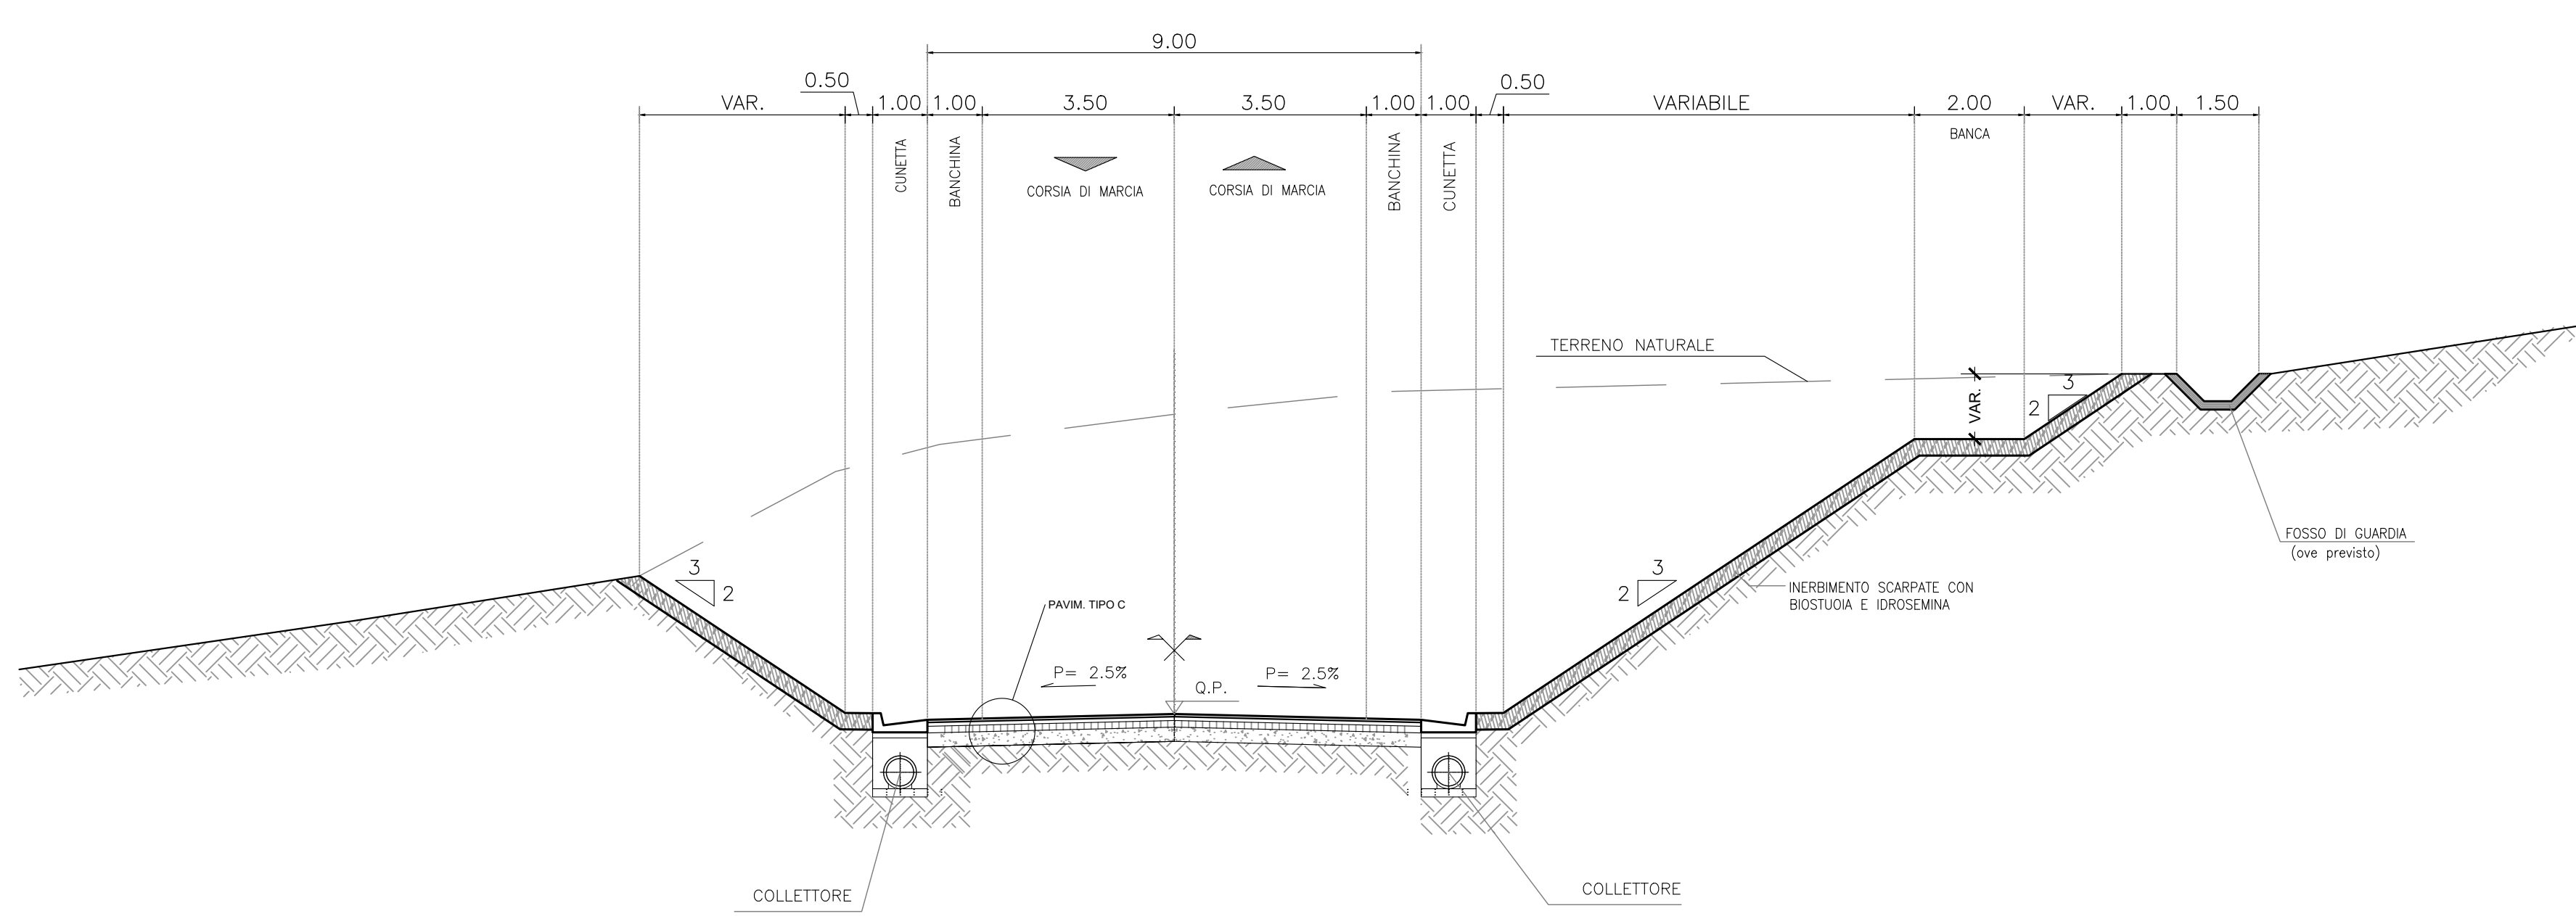 9.00
0.50
0.50
VAR.
1.00
1.00
3.50
3.50
1.00
1.00
VARIABILE
2.00
VAR.
1.00
1.50
BANCA
CUNETTA
BANCHINA
CORSIA DI MARCIA
CORSIA DI MARCIA
BANCHINA
CUNETTA
TERRENO NATURALE
VAR.
3
2
FOSSO DI GUARDIA
(ove previsto)
3
2
3
2
INERBIMENTO SCARPATE CON
BIOSTUOIA E IDROSEMINA
PAVIM. TIPO C
P= 2.5%
P= 2.5%
Q.P.
COLLETTORE
COLLETTORE